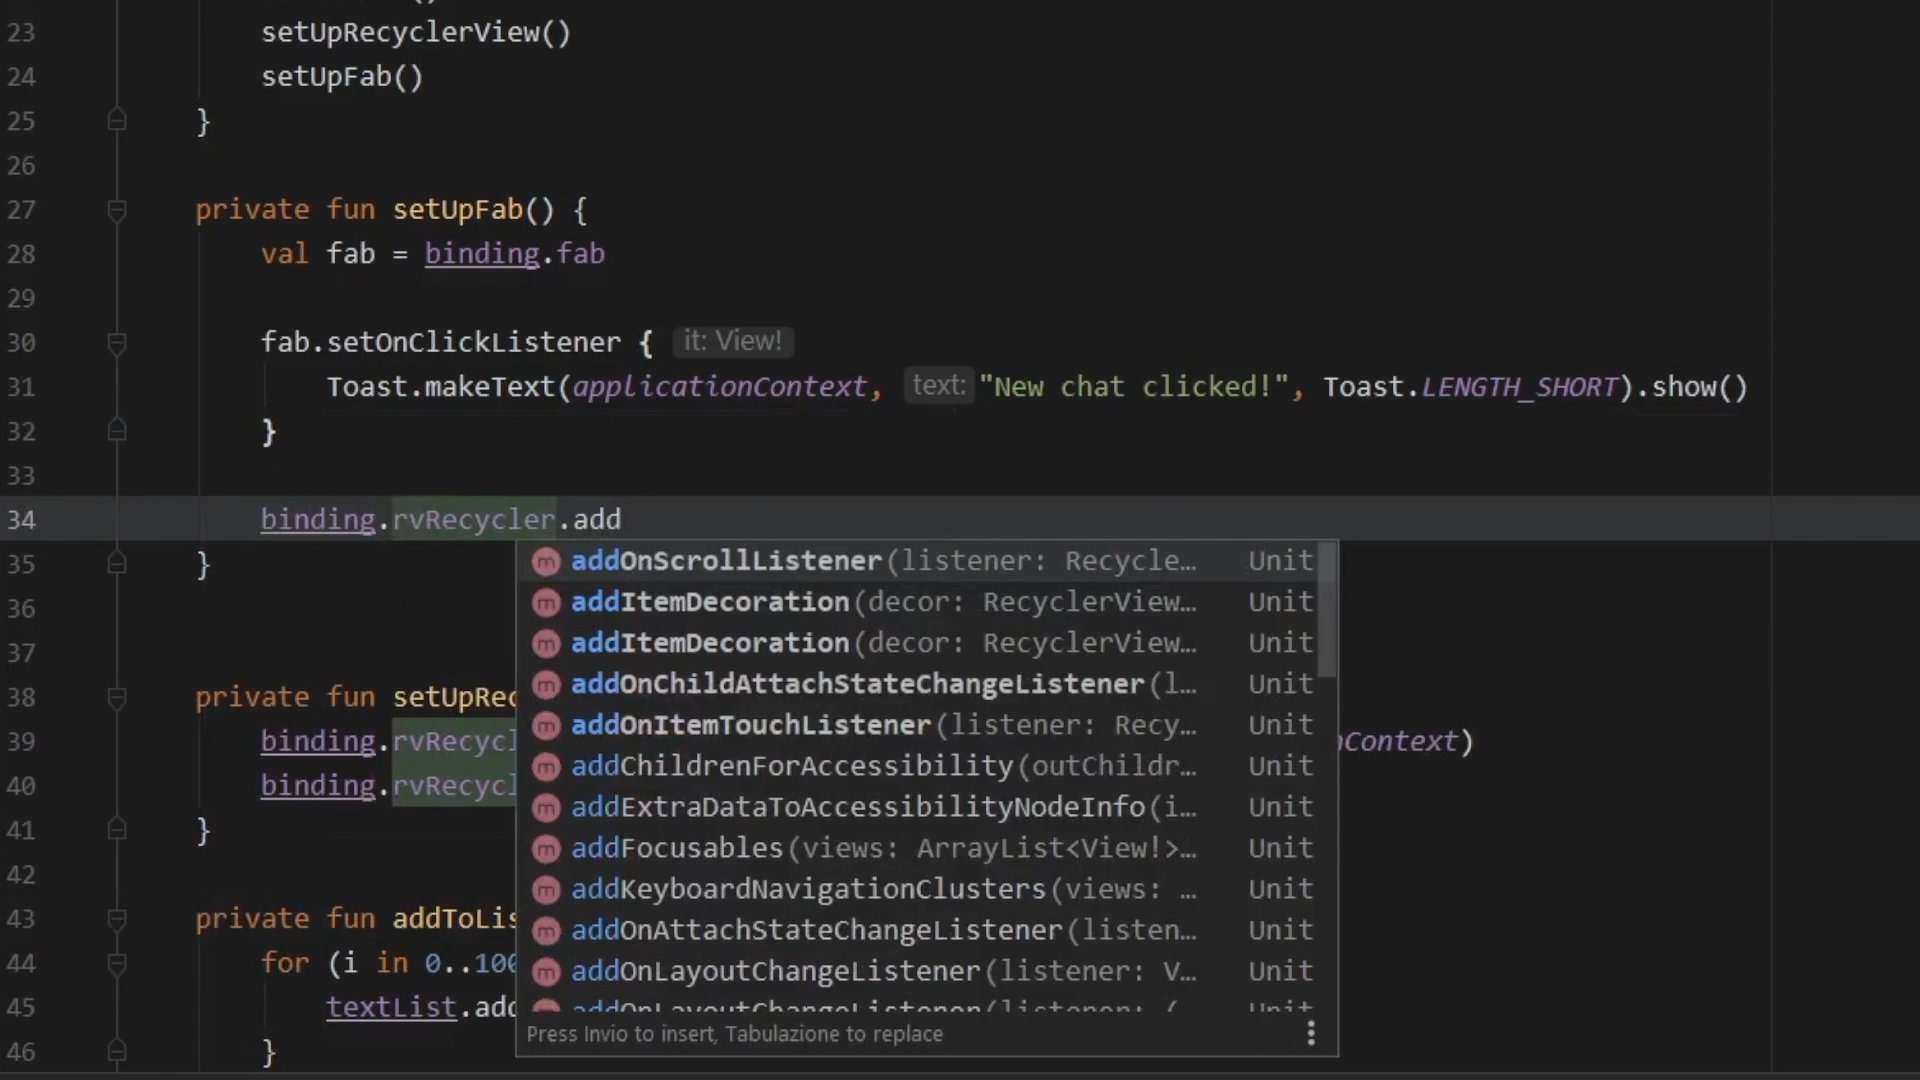 23 setUpRecyclerView()
24 setUpFab()
25 }
26
27 private fun setUpFab() {
28 val fab = binding.fab
29
30 fab.setOnClickListener { it: View!
31 Toast.makeText(applicationContext, text: "New chat clicked!", Toast.LENGTH_SHORT).show()
32 }
33
34 binding.rvRecycler.add
addOnScrollListener(listener: Recycle… Unit
35 }
addItemDecoration(decor: RecyclerView… Unit
36
addItemDecoration(decor: RecyclerView… Unit
37
addOnChildAttachStateChangeListener(l… Unit
38 private fun setUpRec
addOnItemTouchListener(listener: Recy… Unit
39 binding.rvRecycl nContext)
addChildrenForAccessibility(outChildr… Unit
40 binding.rvRecycl
addExtraDataToAccessibilityNodeInfo(i… Unit
41 }
addFocusables(views: ArrayList<View!>… Unit
42
addKeyboardNavigationClusters(views: … Unit
43 private fun addToLis
addOnAttachStateChangeListener(listen… Unit
44 for (i in 0..100
addOnLayoutChangeListener(listener: V… Unit
45 textList.add
addOnLayoutChangeListener(listener: ( Unit
Press Invio to insert, Tabulazione to replace
46 }